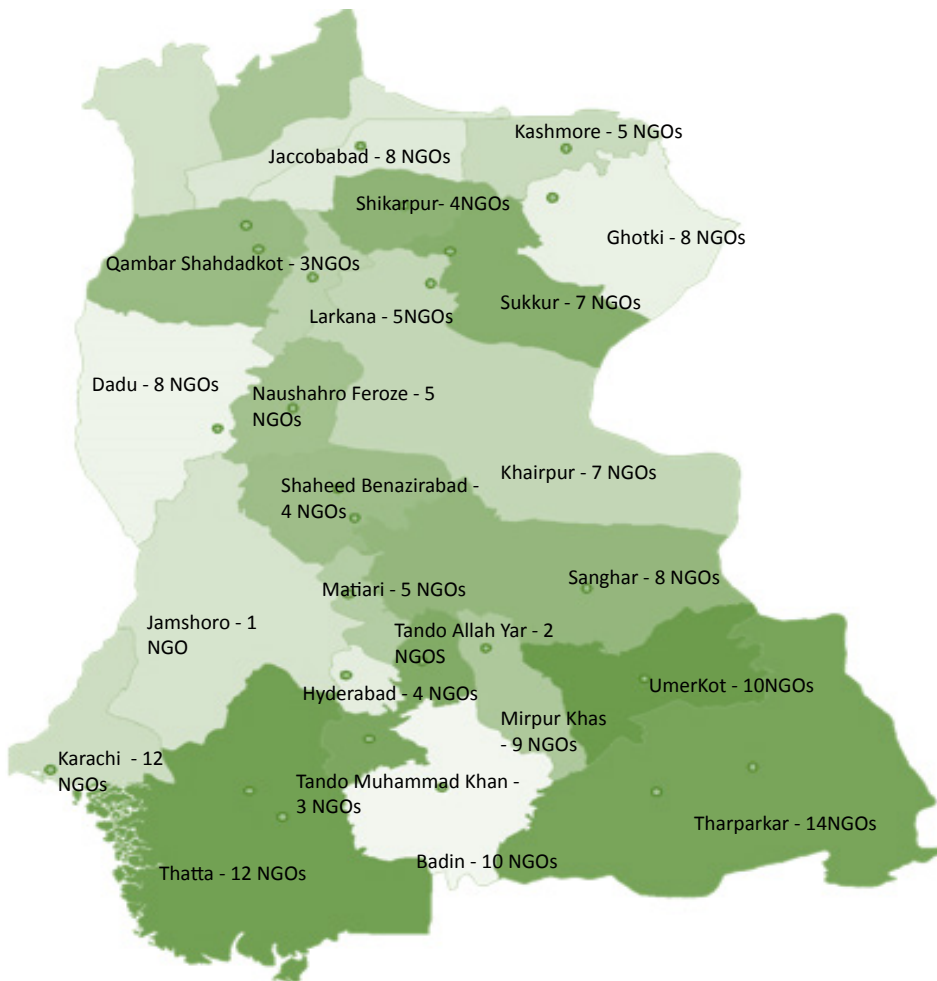 Kashmore - 5 NGOs
Jaccobabad - 8 NGOs
Shikarpur- 4NGOs
Ghotki - 8 NGOs
Qambar Shahdadkot - 3NGOs
Sukkur - 7 NGOs
Larkana - 5NGOs
Dadu - 8 NGOs
Naushahro Feroze - 5
NGOs
Khairpur - 7 NGOs
Shaheed Benazirabad -
4 NGOs
Sanghar - 8 NGOs
Matiari - 5 NGOs
Jamshoro - 1
NGO
Tando Allah Yar - 2
NGOS
UmerKot - 10NGOs
Hyderabad - 4 NGOs
Mirpur Khas
- 9 NGOs
Karachi - 12
NGOs
Tando Muhammad Khan -
3 NGOs
Tharparkar - 14NGOs
Badin - 10 NGOs
Thatta - 12 NGOs